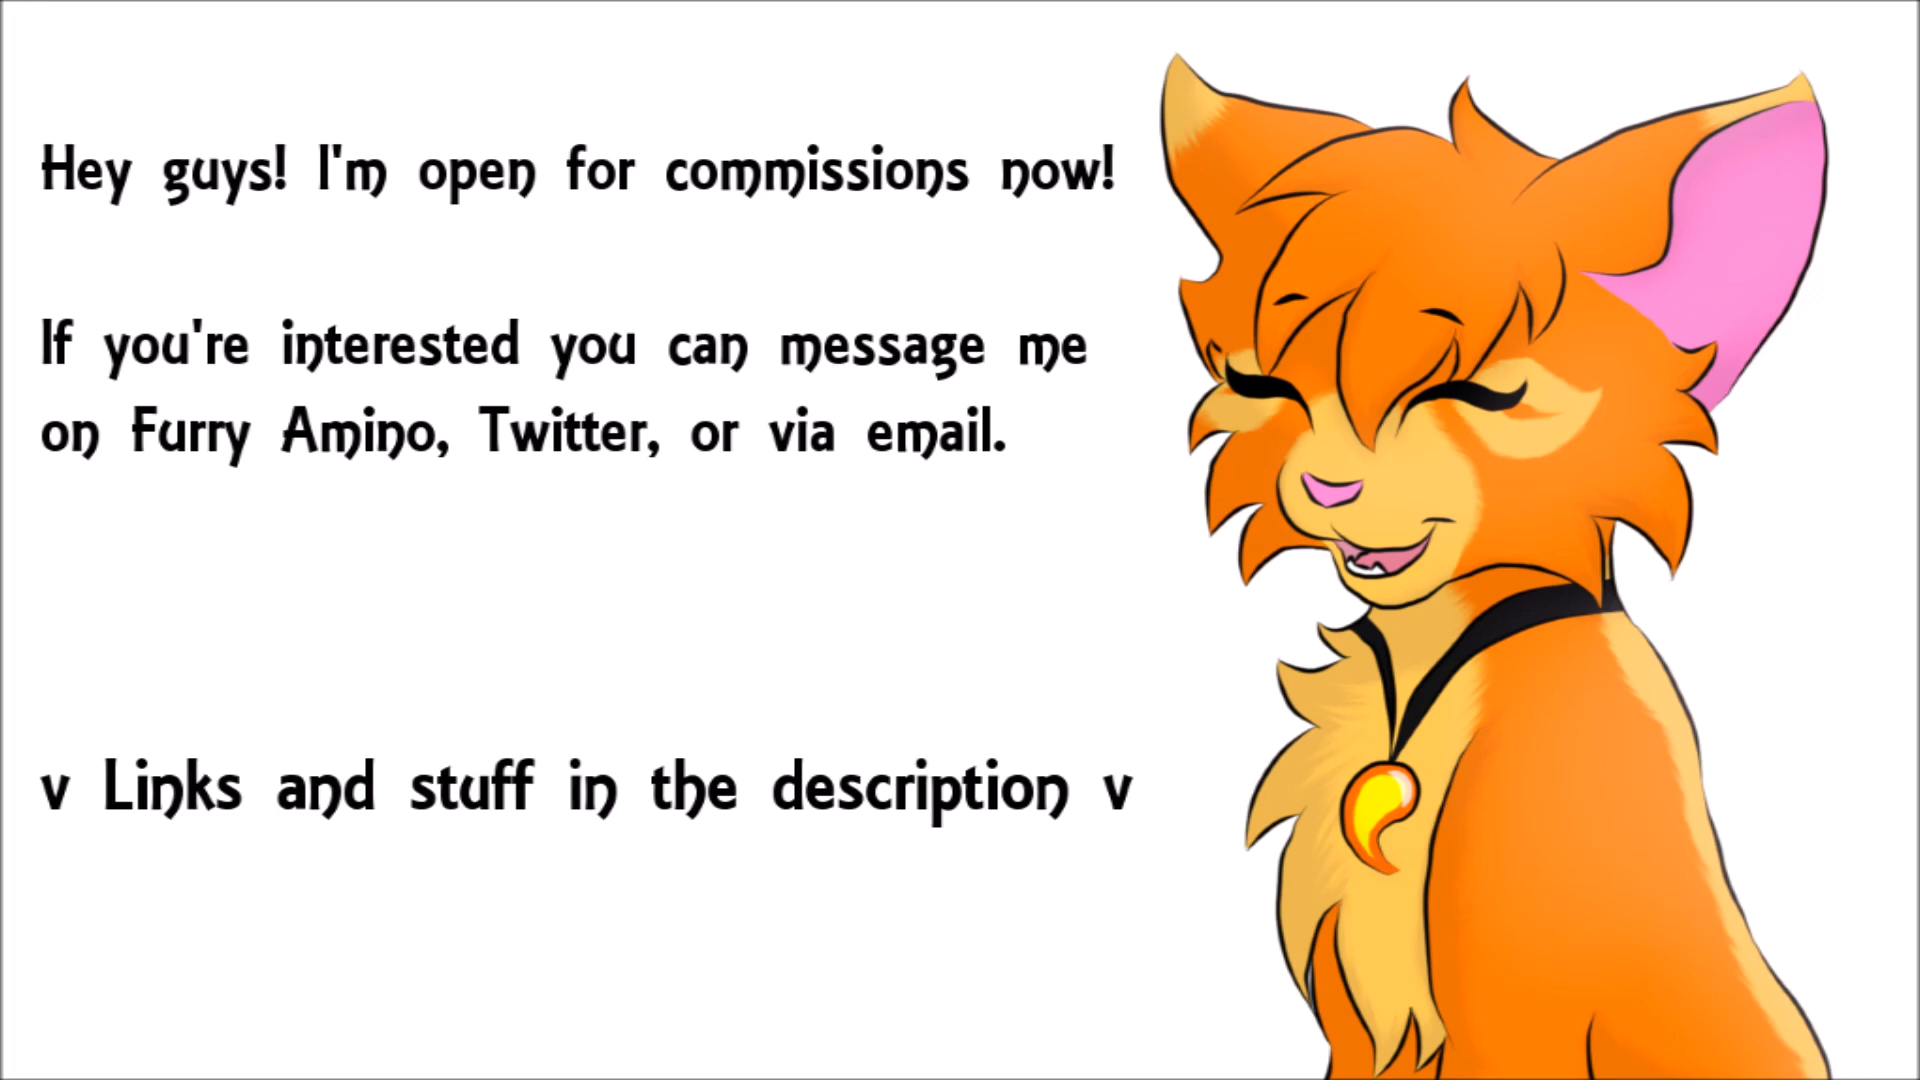 Hey guys! I'm open for commissions now!
If you're interested you can message me
on Furry Amino, Twitter, or via email.
v Links and stuff in the description v